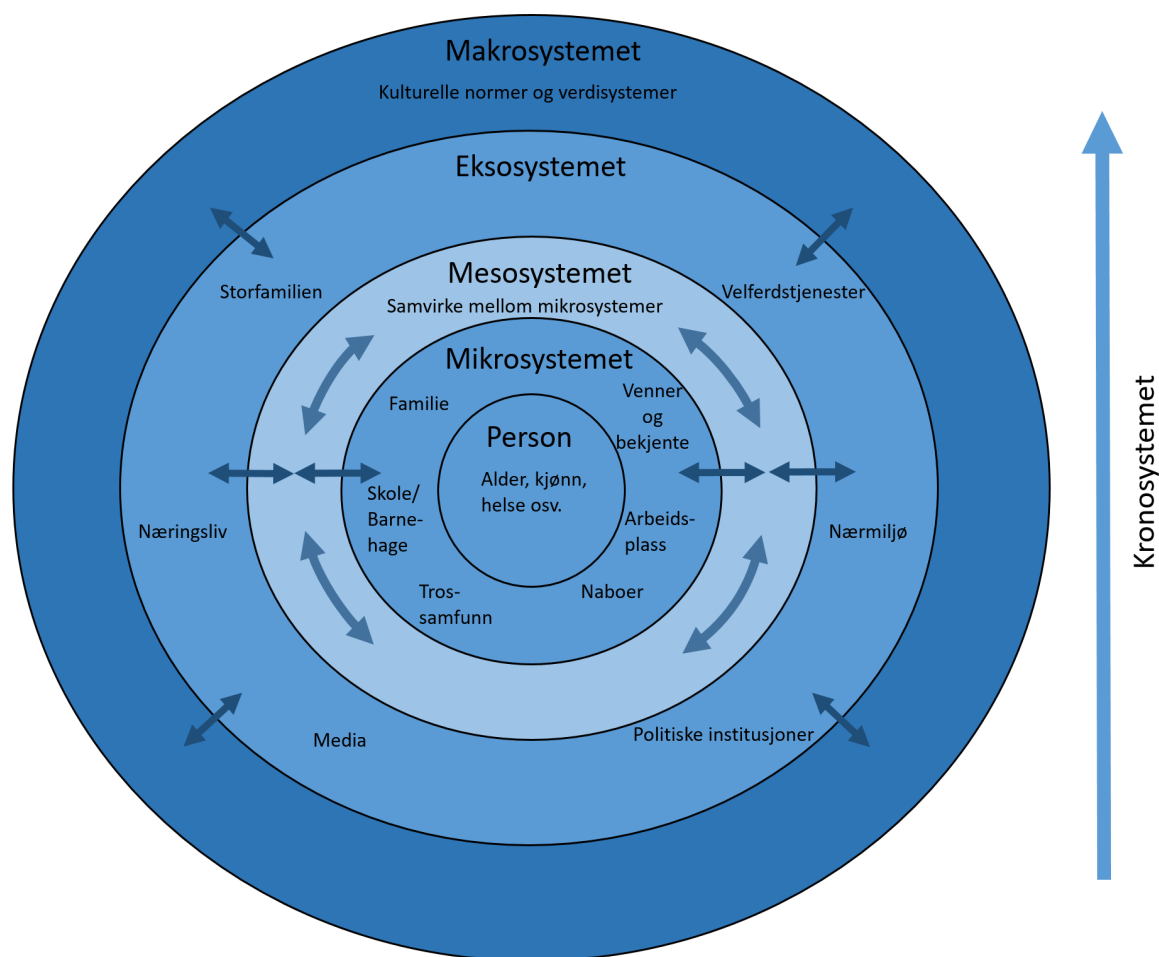 Makrosystemet
Kulturelle normer og verdisystemer
Eksosystemet
Mesosystemet
Samvirke mellom mikrosystemer
Storfamilien
Velferdstjenester
Mikrosystemet
Familie
Venner
og
bekjente
Person
Alder, kjønn,
helse osv.
Skole/
Barne-
hage
Arbeids-
plass
Næringsliv
Nærmiljø
Tros-
samfunn
Naboer
Media
Politiske institusjoner
Kronosystemet